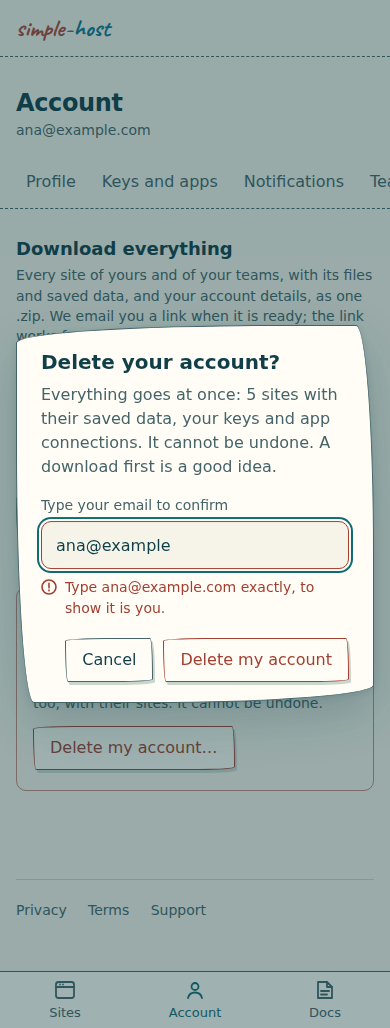 simple-host
Account
ana@example.com
Profile Keys and apps Notifications
Download everything
Every site of yours and of your teams, with its files
and saved data, and your account details, as one
.zip. We email you a link when it is ready; the link
Delete your account?
Everything goes at once: 5 sites with
their saved data, your keys and app
connections. It cannot be undone. A
download first is a good idea.
Type your email to confirm
ana@example
Type ana@example.com exactly, to
show it is you.
Cancel Delete my account
too, with their sites. It cannot be undone.
Delete my account...
Privacy Terms Support
Sites Account Docs